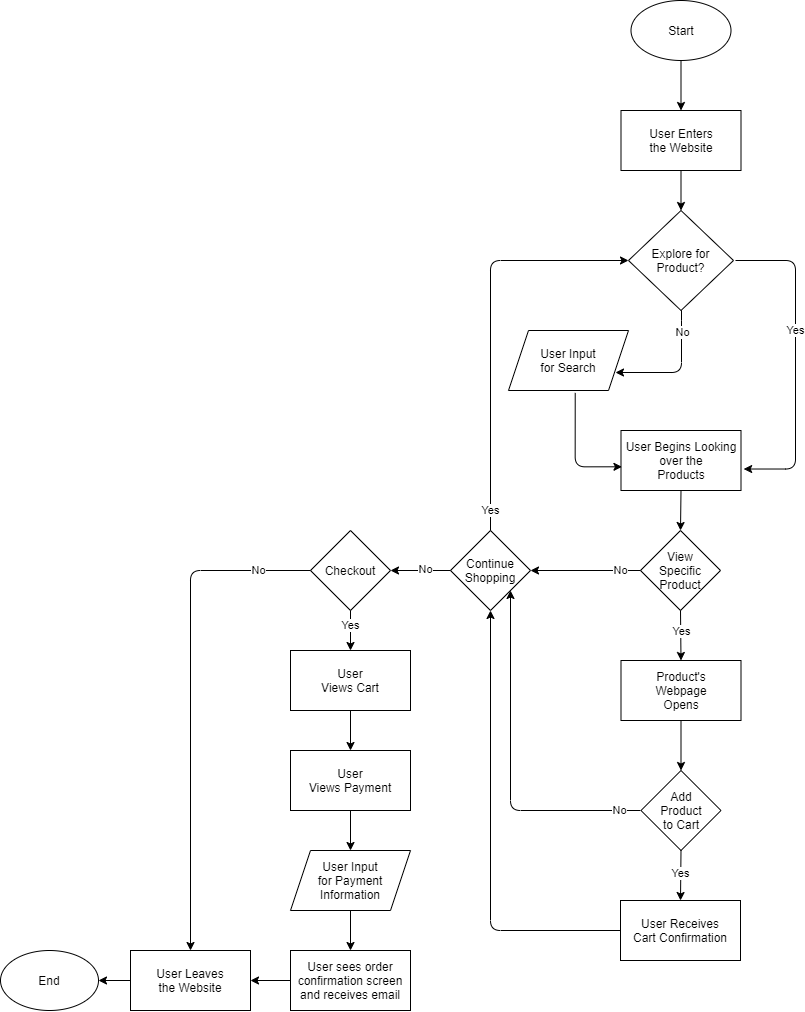 Start
User Enters
the Website
Explore for
Product?
Yes
No
User Input
for Search
User Begins Looking
over the
Products
Yes
View
Specific
Product
No
Continue
Shopping
No
Checkout
No
Yes
Yes
User
Views Cart
Product's
Webpage
Opens
User
Views Payment
Add
Product
to Cart
No
Yes
User Input
for Payment
Information
User Receives
Cart Confirmation
User sees order
confirmation screen
and receives email
User Leaves
the Website
End